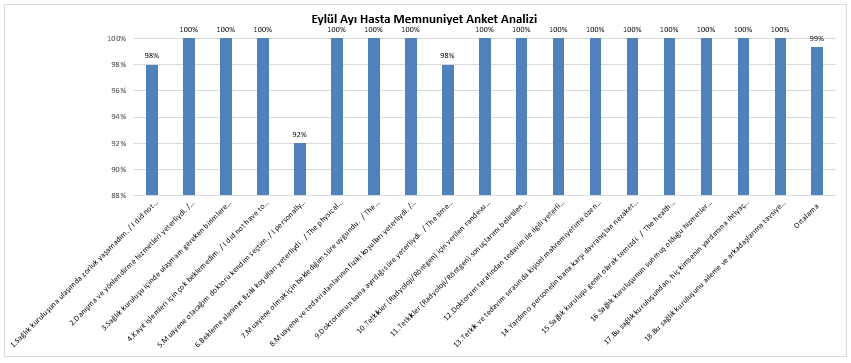 Eylül Ayı Hasta Memnuniyet Anket Analizi
100%
98%
96%
94%
92%
90%
88%
98%
100%
100%
100%
92%
100%
100%
100%
98%
100%
100%
100%
100%
100%
100%
100%
100%
100%
99%
1.Sağlık kuruluşuna ulaşımda zorluk yaşamadım. / I did not...
2.Danışma ve yönlendirme hizmetleri yeterliydi. /...
3.Sağlık kuruluşu içinde ulaşmam gereken birimlere...
4.Kayıt işlemleri için çok beklemedim. / I did not have to...
5.Muayene olacağım doktoru kendim seçtim. / I personally...
6.Bekleme alanının fiziki koşulları yeterliydi. / The physical...
7.Muayene olmak için beklediğim süre uygundu. / The...
8.Muayene ve tedavi alanlarının fiziki koşulları yeterliydi. /...
9.Doktorumun bana ayırdığı süre yeterliydi. / The time...
10.Tetkikler (Radyoloji/Röntgen) için verilen randevu...
11.Tetkikler (Radyoloji/Röntgen) sonuçlarını belirtilen...
12.Doktorum tarafından tedavim ile ilgili yeterli...
13.Tetkik ve tedavim sırasında kişisel mahremiyetime özen...
14.Yardımcı personelin bana karşı davranışları nezaket...
15.Sağlık kuruluşu genel olarak temizdi. / The health...
16.Sağlık kuruluşunun sunmuş olduğu hizmetler...
17.Bu sağlık kuruluşundan, hiç kimsenin yardımına ihtiyaç...
18.Bu sağlık kuruluşunu aileme ve arkadaşlarıma tavsiye...
Ortalama